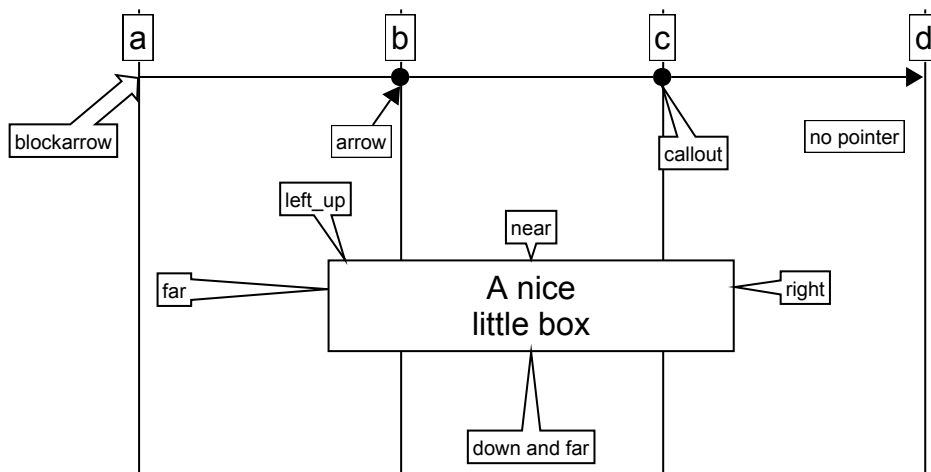 a
b
c
d
blockarrow
arrow
callout
no pointer
left_up
near
far
A nice
little box
right
down and far